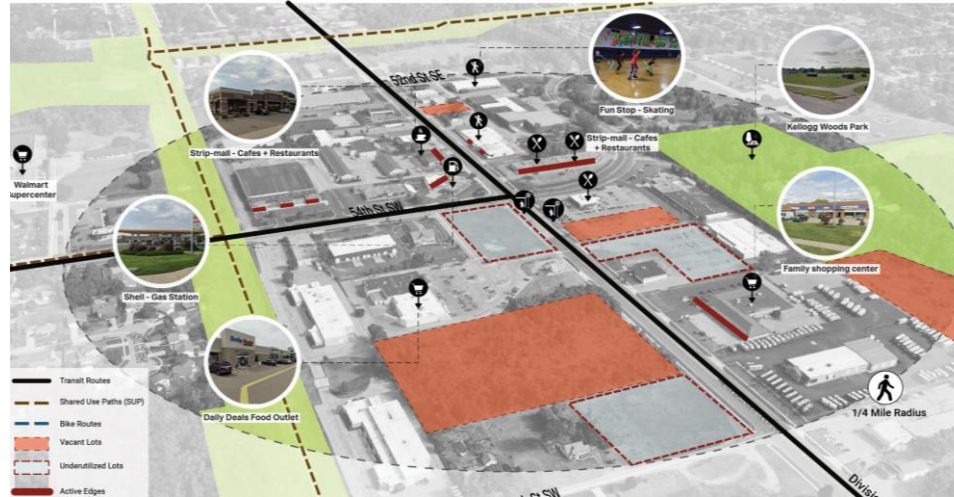 52nd St SE
Fun Stop - Skating
Kellogg Woods Park
Strip-mall - Cafes + Restaurants
Strip-mall - Cafes
+ Restaurants
Walmart
Supercenter
54th St SW
Shell - Gas Station
Family shopping center
Daily Deals Food Outlet
1/4 Mile Radius
Transit Routes
Shared Use Paths (SUP)
Bike Routes
Vacant Lots
Underutilized Lots
Active Edges
St SW
Divis